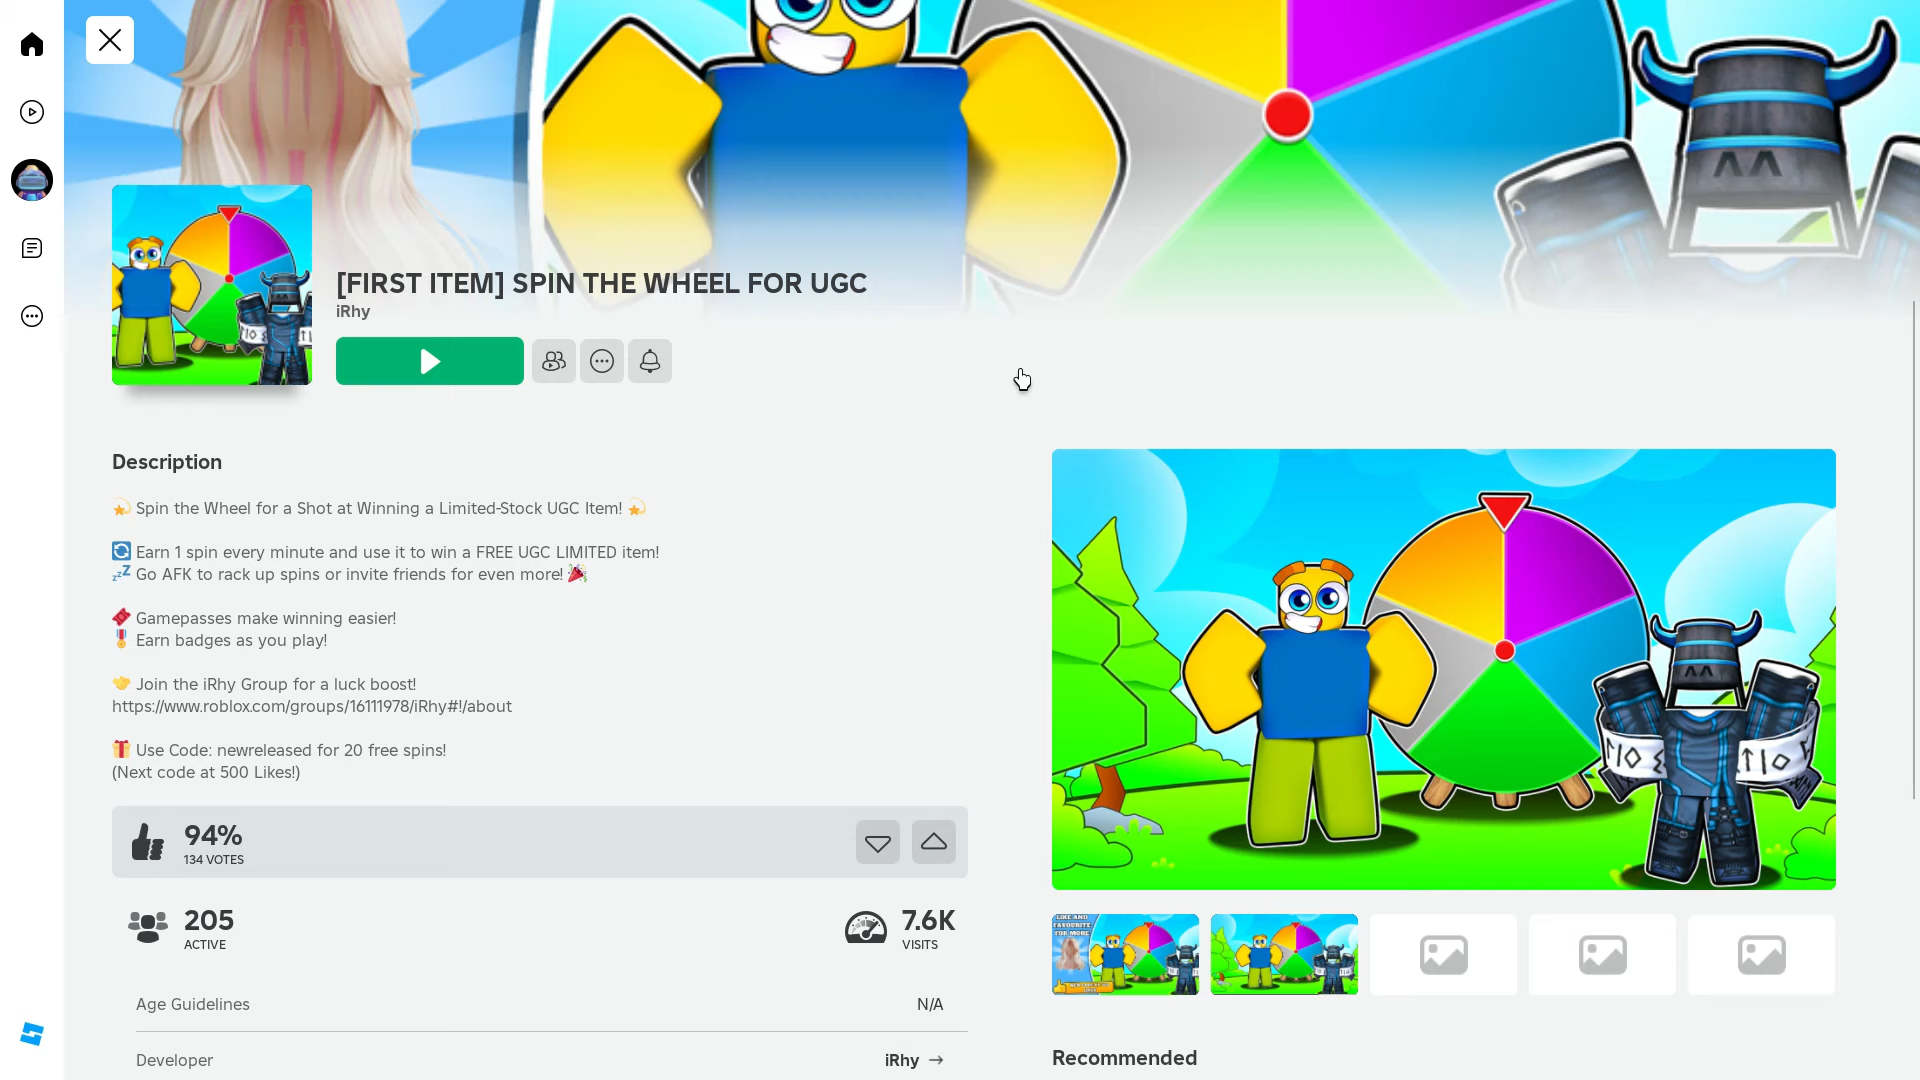 [FIRST ITEM] SPIN THE WHEEL FOR UGC
iRhy
Description
💫 Spin the Wheel for a Shot at Winning a Limited-Stock UGC Item! 💫
🔄 Earn 1 spin every minute and use it to win a FREE UGC LIMITED item!
💤 Go AFK to rack up spins or invite friends for even more! 🎉
🎟️ Gamepasses make winning easier!
🎖️ Earn badges as you play!
🤝 Join the iRhy Group for a luck boost!
https://www.roblox.com/groups/16111978/iRhy#!/about
🎁 Use Code: newreleased for 20 free spins!
(Next code at 500 Likes!)
94%
134 VOTES
205
ACTIVE
7.6K
VISITS
Age Guidelines
N/A
Developer
iRhy →
LIKE AND
FAVOURITE
FOR MORE
Recommended